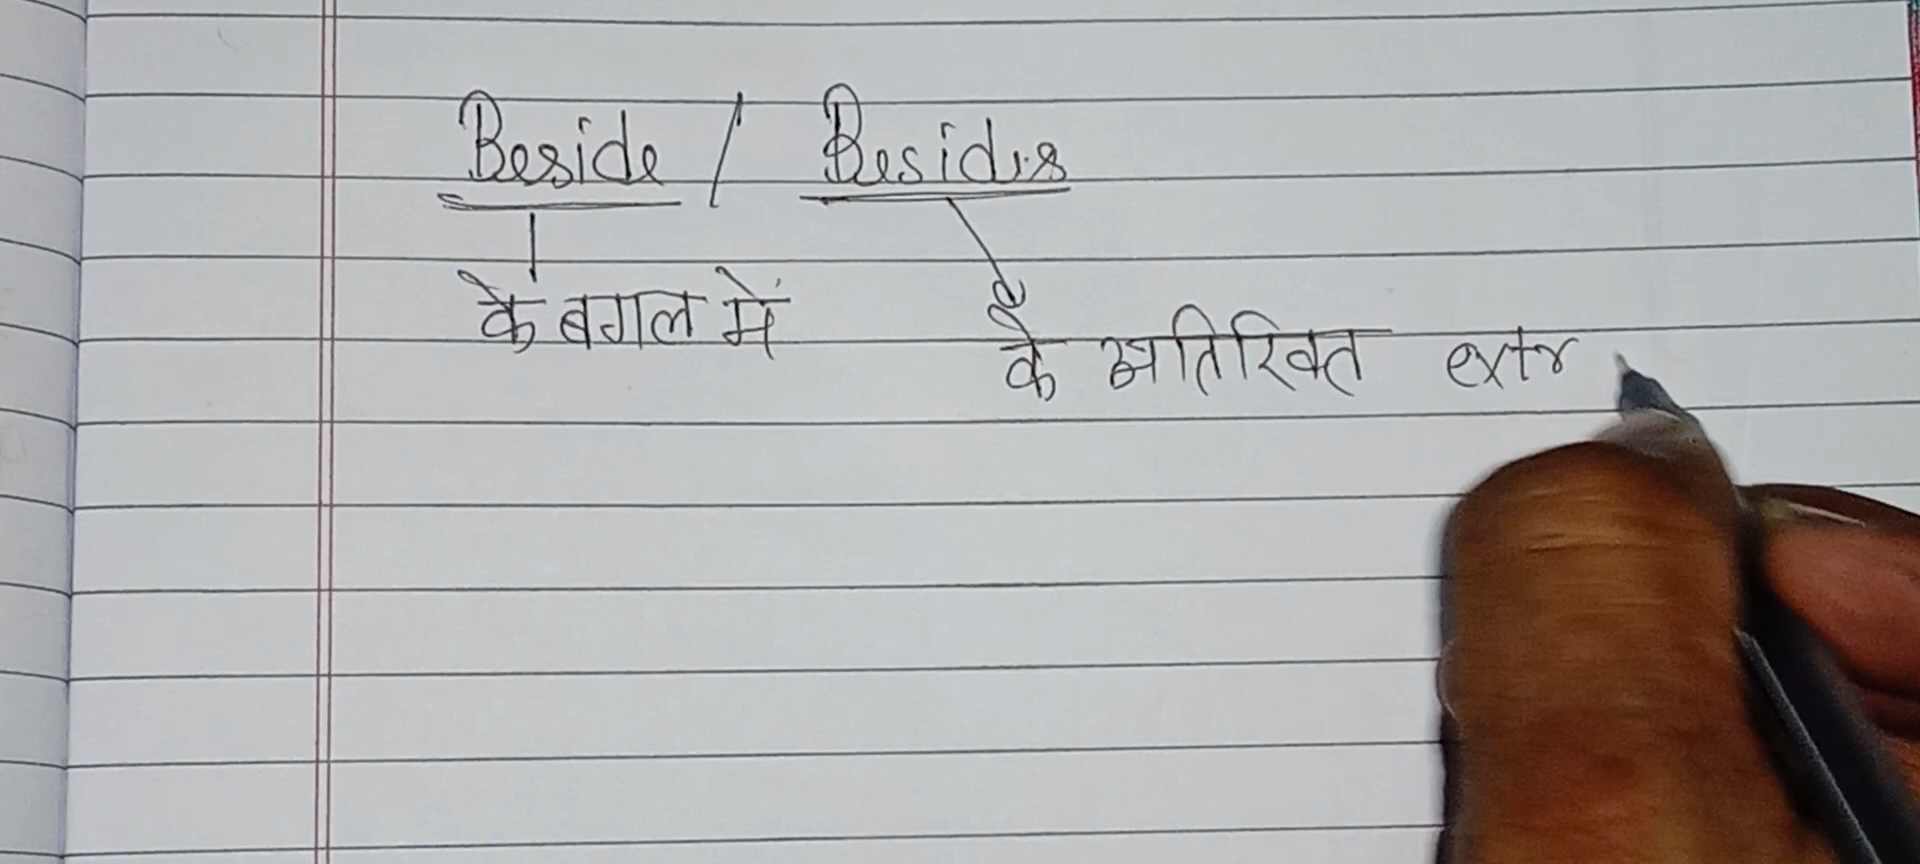 Beside / Besides
के बगल में
के अतिरिक्त extr